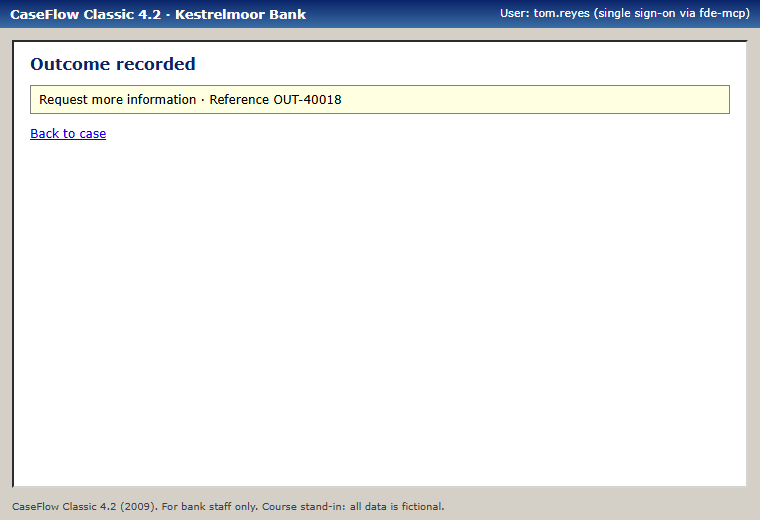 CaseFlow Classic 4.2 · Kestrelmoor Bank
User: tom.reyes (single sign-on via fde-mcp)
Outcome recorded
Request more information · Reference OUT-40018
Back to case
CaseFlow Classic 4.2 (2009). For bank staff only. Course stand-in: all data is fictional.